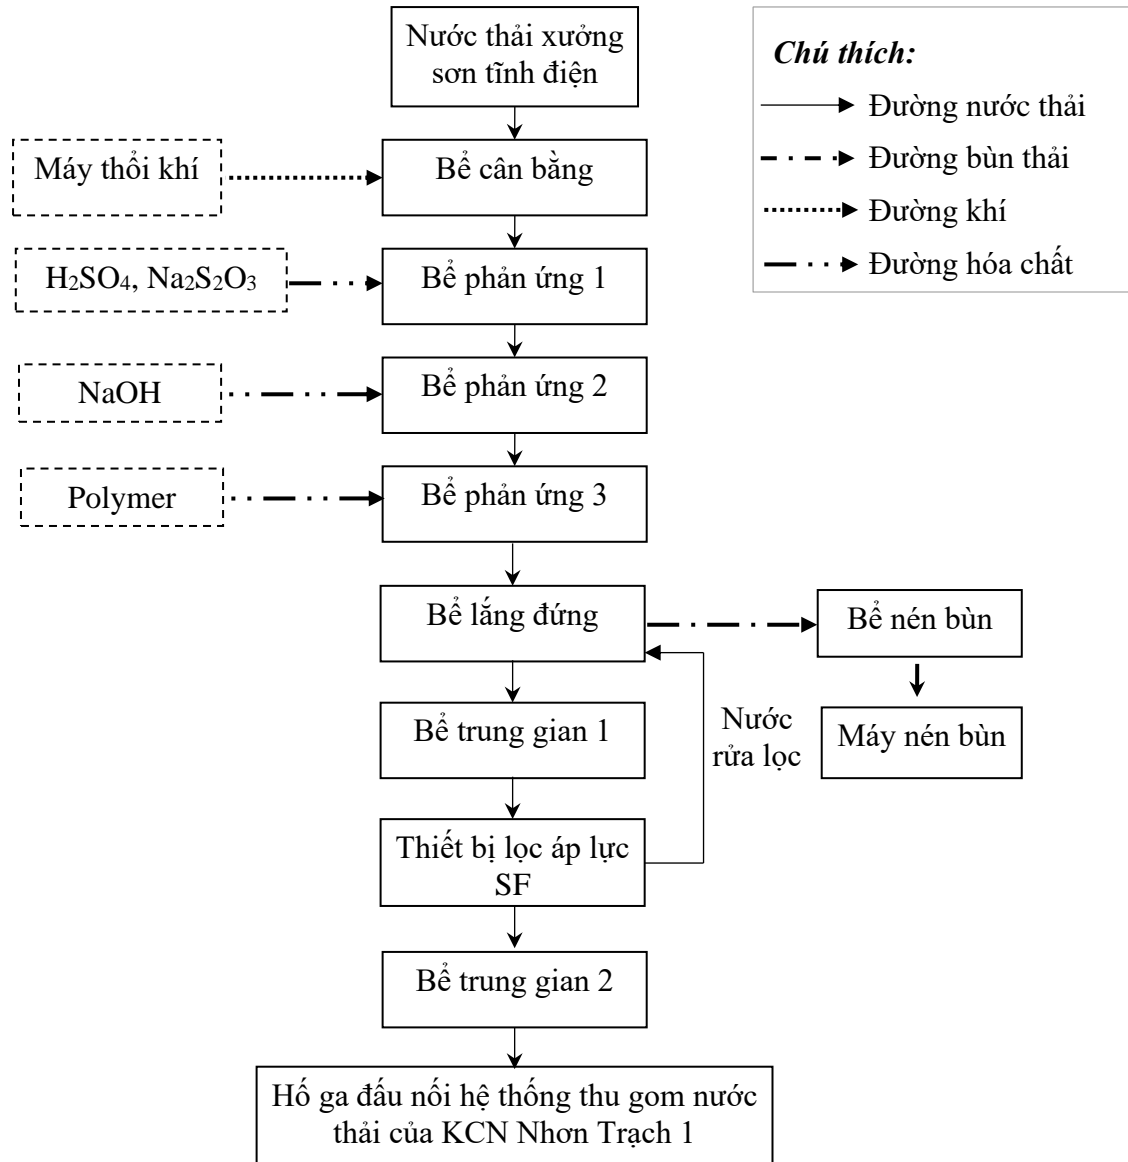 Nước thải xưởng
sơn tĩnh điện
Chú thích:
Đường nước thải
Đường bùn thải
Đường khí
Đường hóa chất
Máy thổi khí
Bể cân bằng
H₂SO₄, Na₂S₂O₃
Bể phản ứng 1
NaOH
Bể phản ứng 2
Polymer
Bể phản ứng 3
Bể lắng đứng
Bể nén bùn
Bể trung gian 1
Nước
rửa lọc
Máy nén bùn
Thiết bị lọc áp lực
SF
Bể trung gian 2
Hố ga đấu nối hệ thống thu gom nước
thải của KCN Nhơn Trạch 1